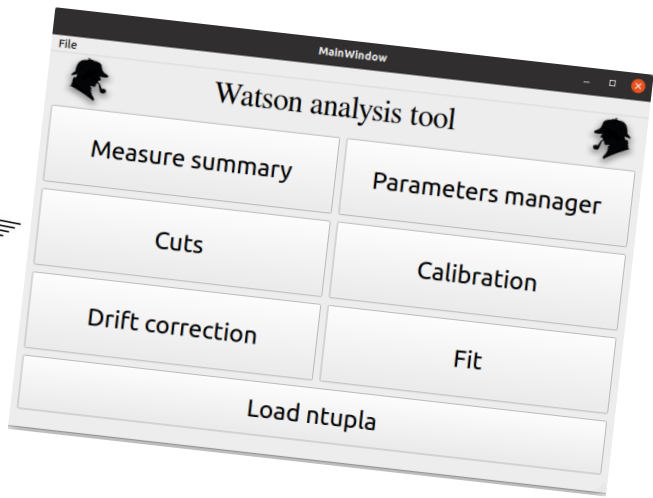 MainWindow
File
Watson analysis tool
Measure summary
Parameters manager
Cuts
Calibration
Drift correction
Fit
Load ntupla